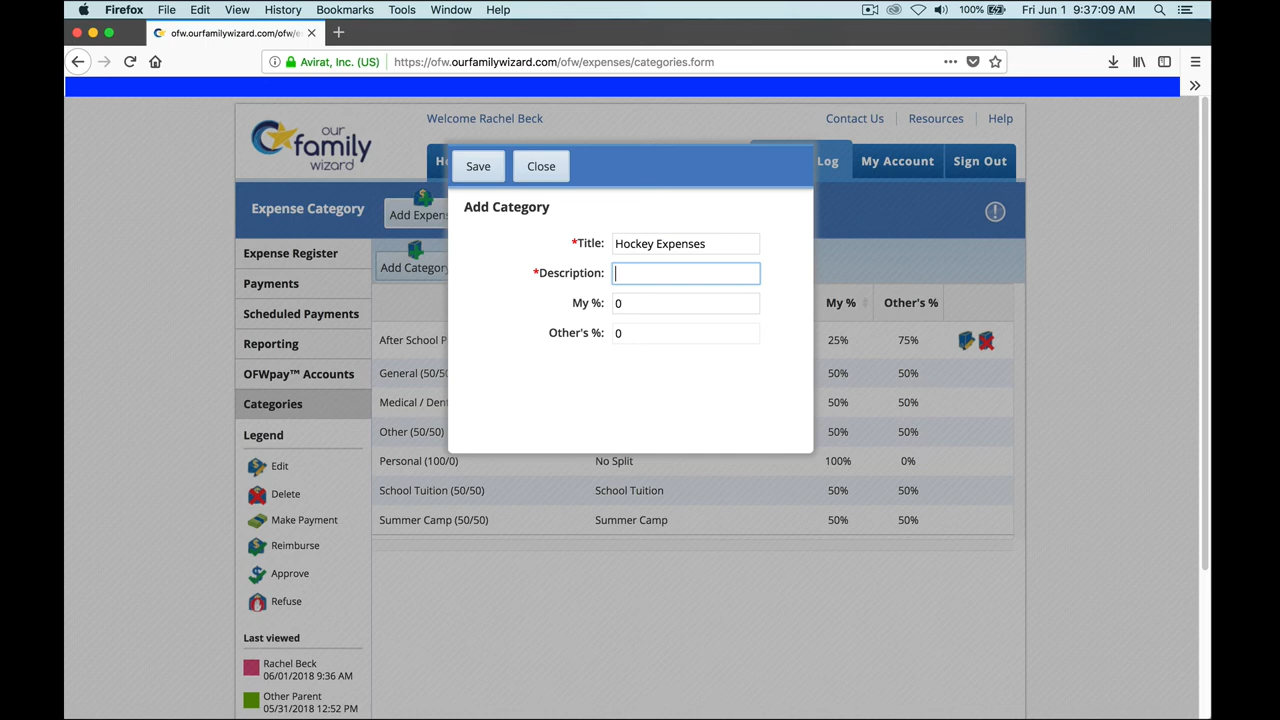 Firefox File Edit View History Bookmarks Tools Window Help 100% Fri Jun 1 9:37:09 AM
ofw.ourfamilywizard.com/ofw/e
Avirat, Inc. (US) https://ofw.ourfamilywizard.com/ofw/expenses/categories.form
our family wizard
Welcome Rachel Beck Contact Us Resources Help
Log My Account Sign Out
Save Close
Expense Category Add Expen
Add Category
Add Category
*Title: Hockey Expenses
*Description:
My %: 0
Other's %: 0
Expense Register
Payments
Scheduled Payments
Reporting
OFWpay™ Accounts
Categories
My % Other's %
After School P 25% 75%
General (50/50 50% 50%
Medical / Den 50% 50%
Other (50/50) 50% 50%
Personal (100/0) No Split 100% 0%
School Tuition (50/50) School Tuition 50% 50%
Summer Camp (50/50) Summer Camp 50% 50%
Legend
Edit
Delete
Make Payment
Reimburse
Approve
Refuse
Last viewed
Rachel Beck
06/01/2018 9:36 AM
Other Parent
05/31/2018 12:52 PM